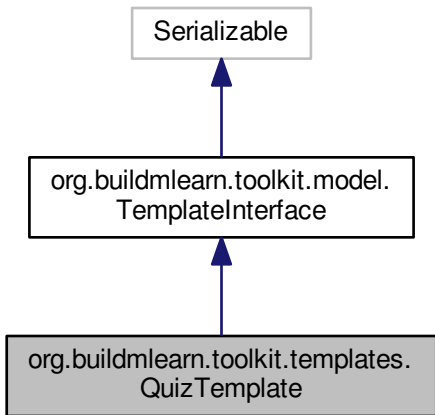 Serializable
org.buildmlearn.toolkit.model.
TemplateInterface
org.buildmlearn.toolkit.templates.
QuizTemplate